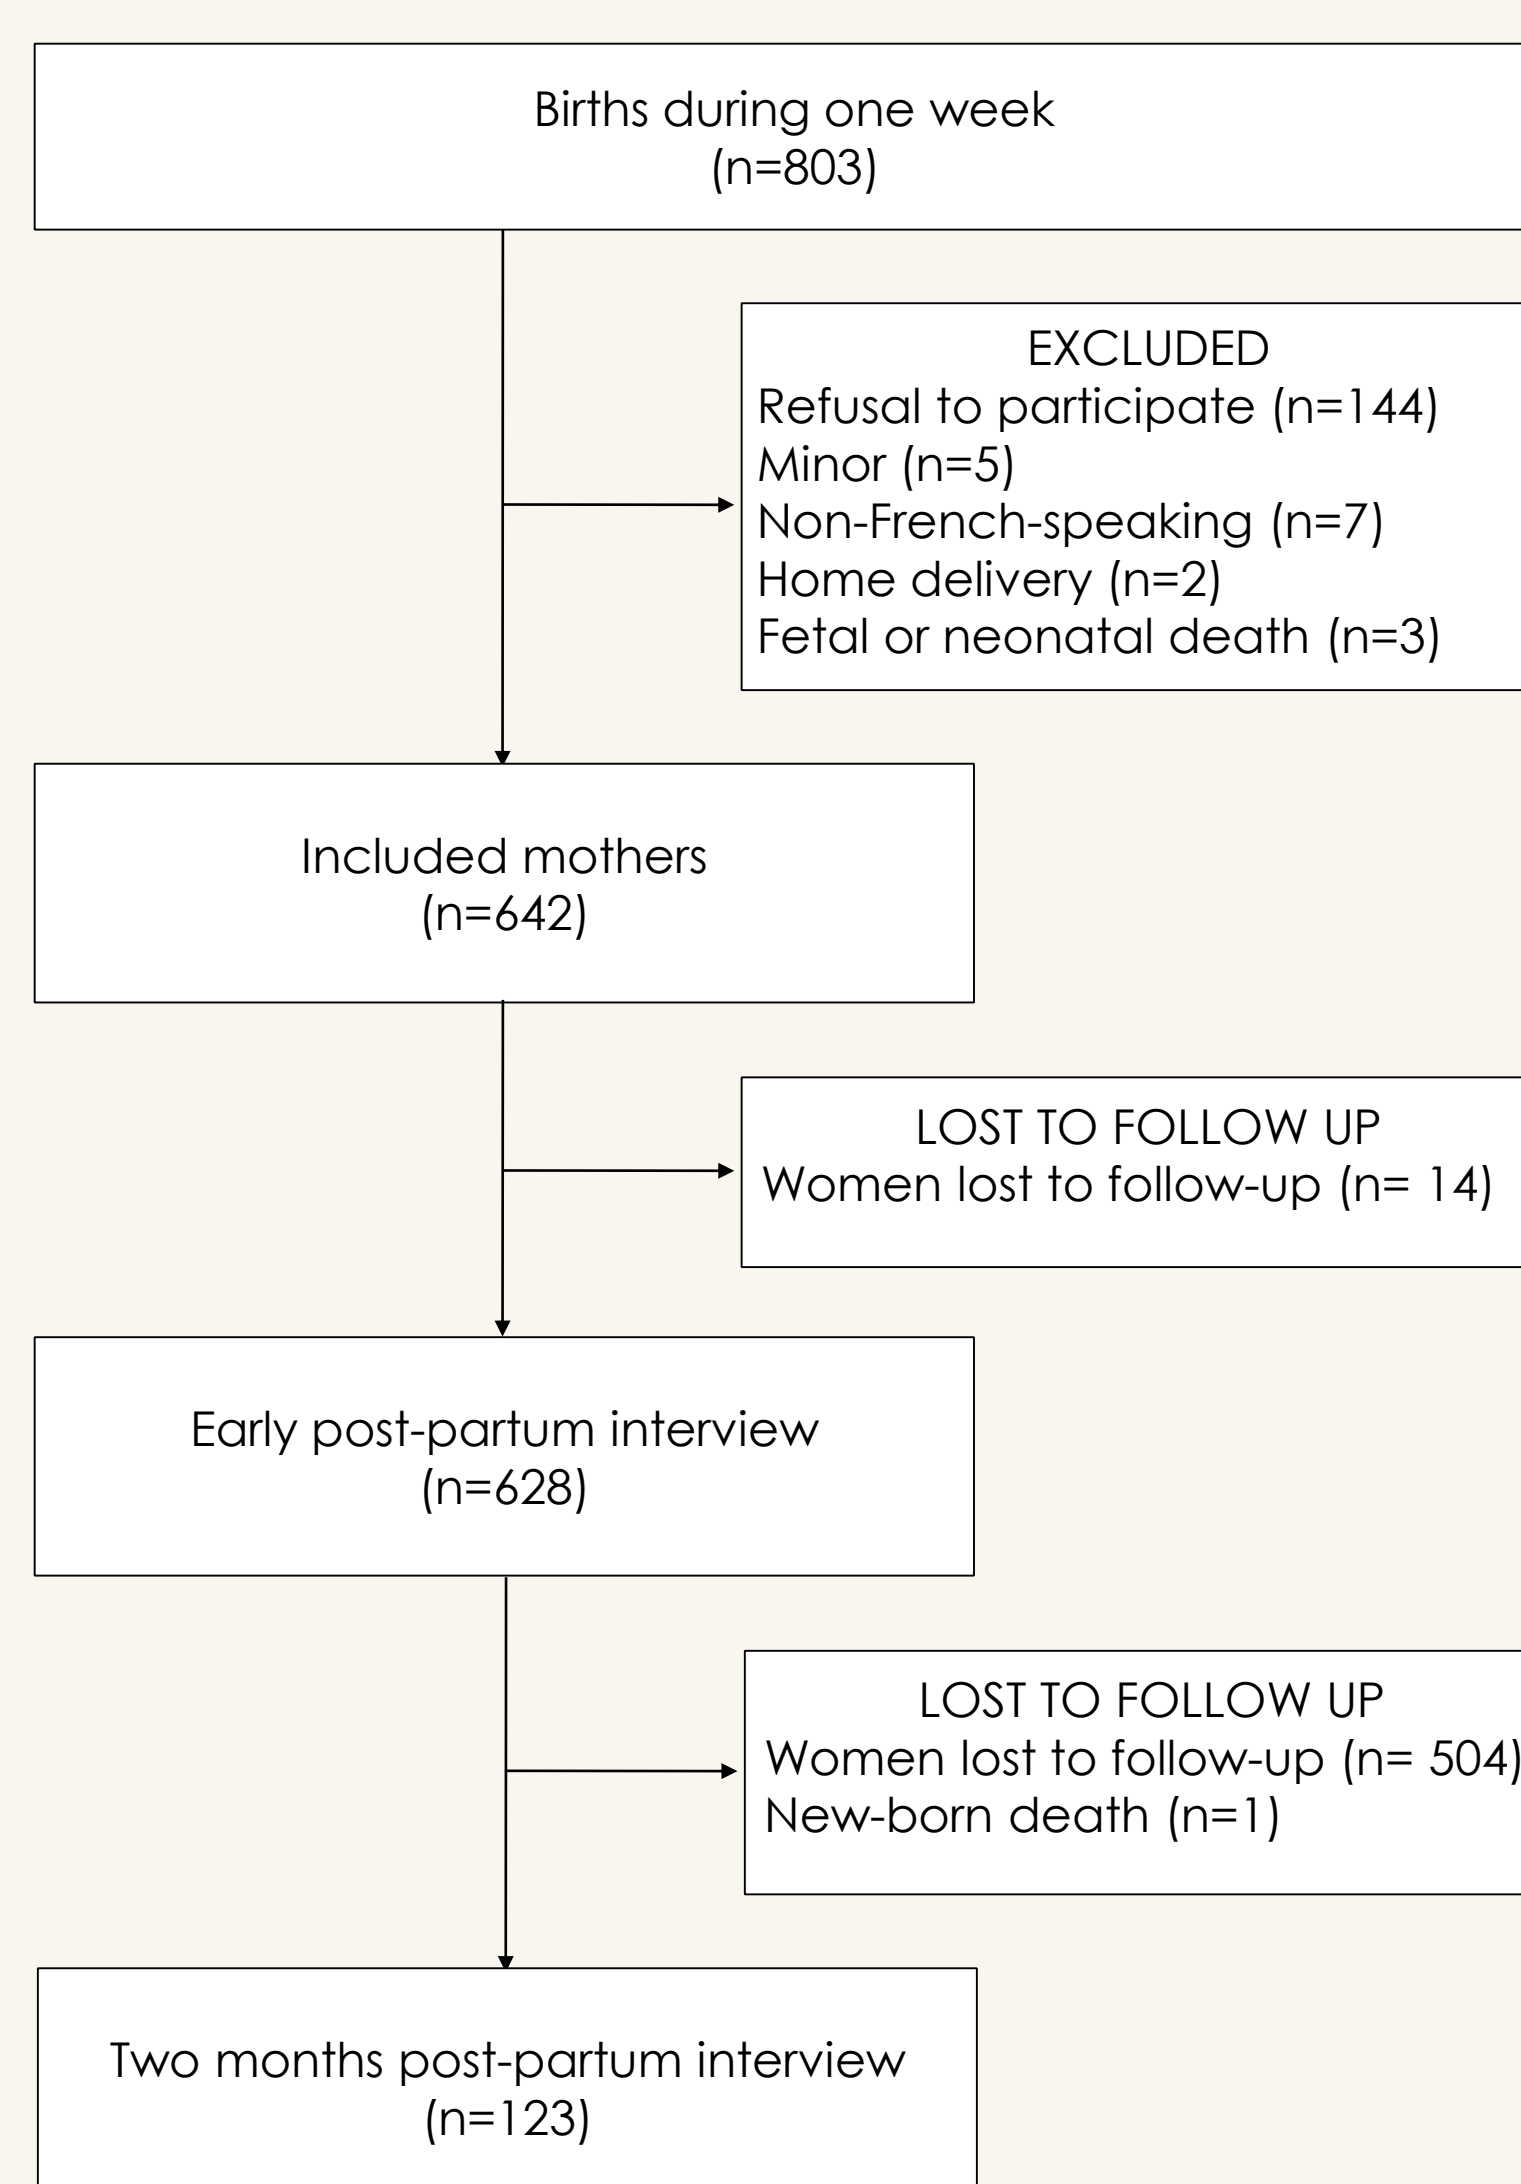 Births during one week
(n=803)
EXCLUDED
Refusal to participate (n=144)
Minor (n=5)
Non-French-speaking (n=7)
Home delivery (n=2)
Fetal or neonatal death (n=3)
Included mothers
(n=642)
LOST TO FOLLOW UP
Women lost to follow-up (n= 14)
Early post-partum interview
(n=628)
LOST TO FOLLOW UP
Women lost to follow-up (n= 504)
New-born death (n=1)
Two months post-partum interview
(n=123)